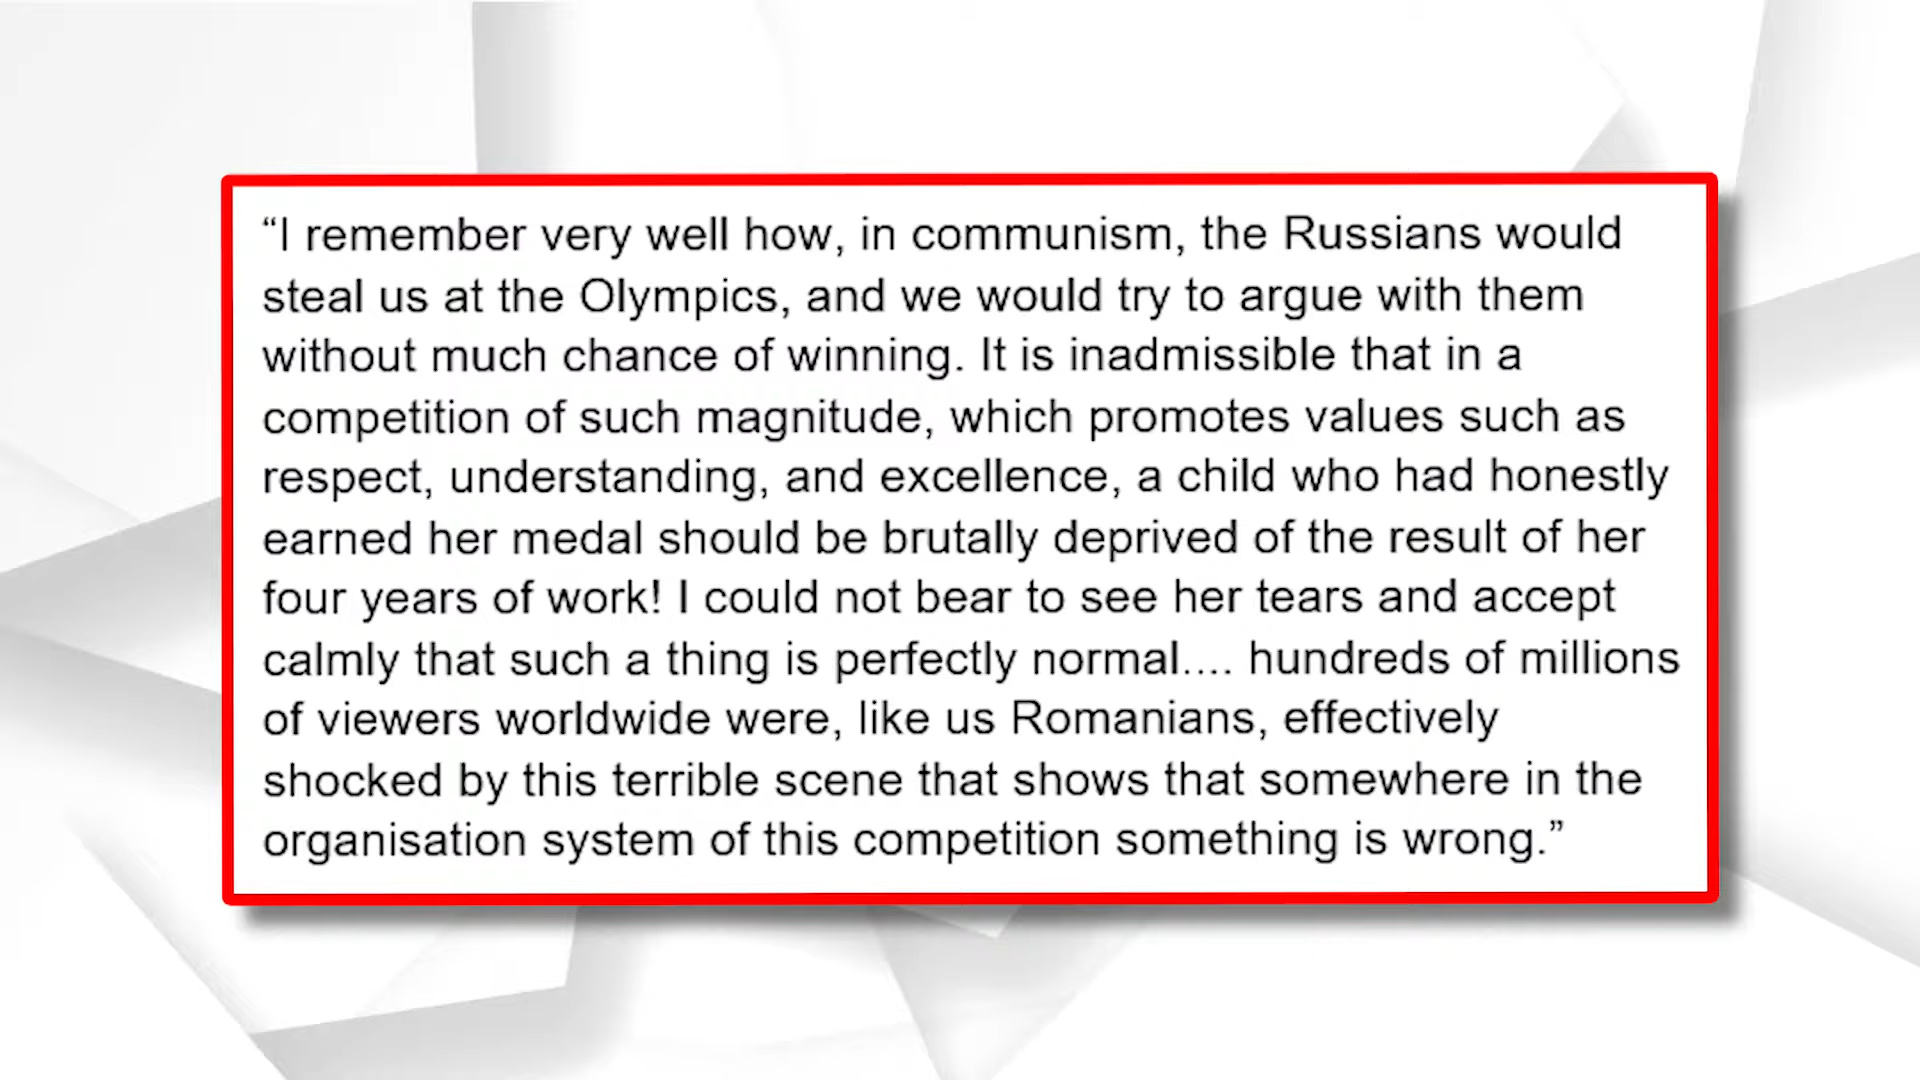 “I remember very well how, in communism, the Russians would
steal us at the Olympics, and we would try to argue with them
without much chance of winning. It is inadmissible that in a
competition of such magnitude, which promotes values such as
respect, understanding, and excellence, a child who had honestly
earned her medal should be brutally deprived of the result of her
four years of work! I could not bear to see her tears and accept
calmly that such a thing is perfectly normal.... hundreds of millions
of viewers worldwide were, like us Romanians, effectively
shocked by this terrible scene that shows that somewhere in the
organisation system of this competition something is wrong.”